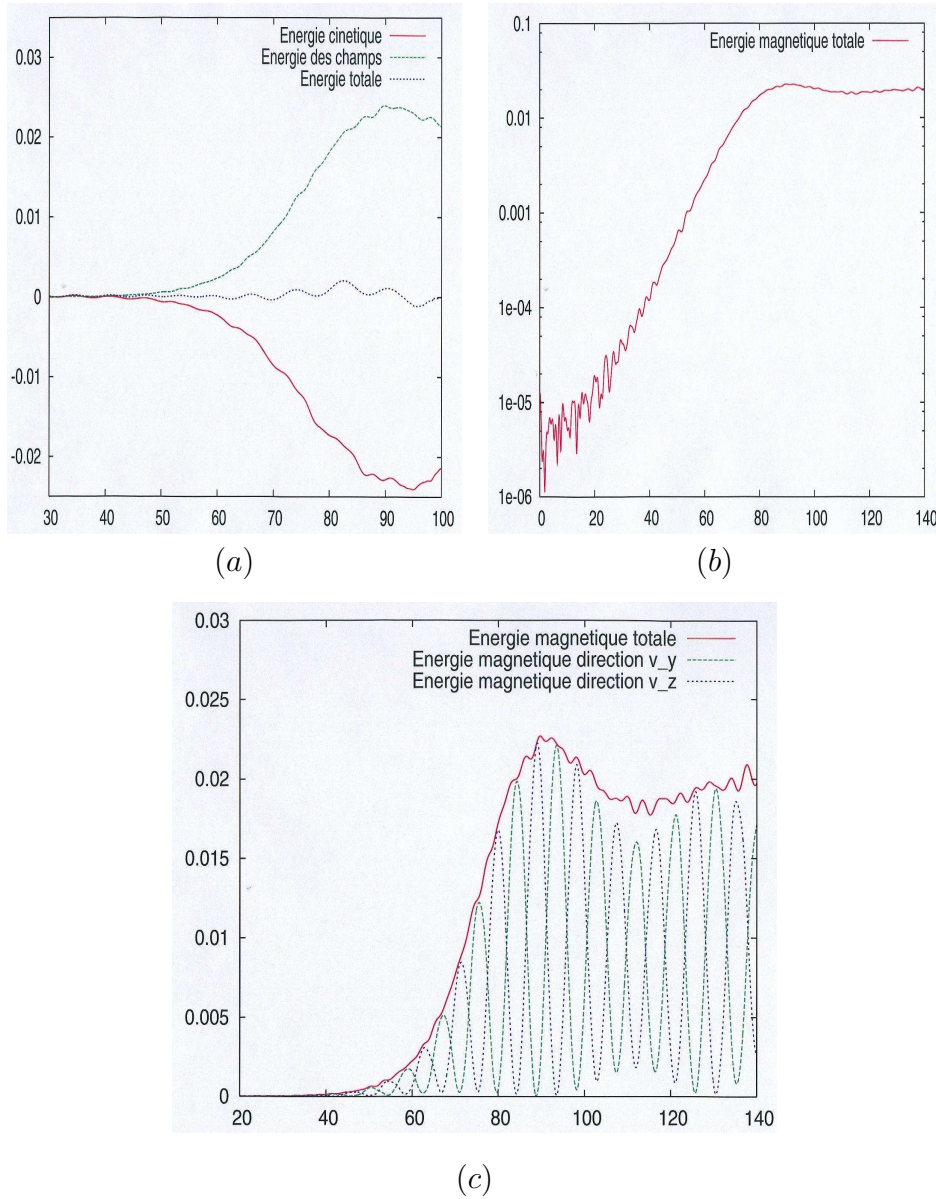 Energie cinetique
Energie des champs
Energie totale
0.03
0.02
0.01
0
-0.01
-0.02
30 40 50 60 70 80 90 100
(a)
Energie magnetique totale
0.1
0.01
0.001
1e-04
1e-05
1e-06
0 20 40 60 80 100 120 140
(b)
Energie magnetique totale
Energie magnetique direction v_y
Energie magnetique direction v_z
0.03
0.025
0.02
0.015
0.01
0.005
0
20 40 60 80 100 120 140
(c)